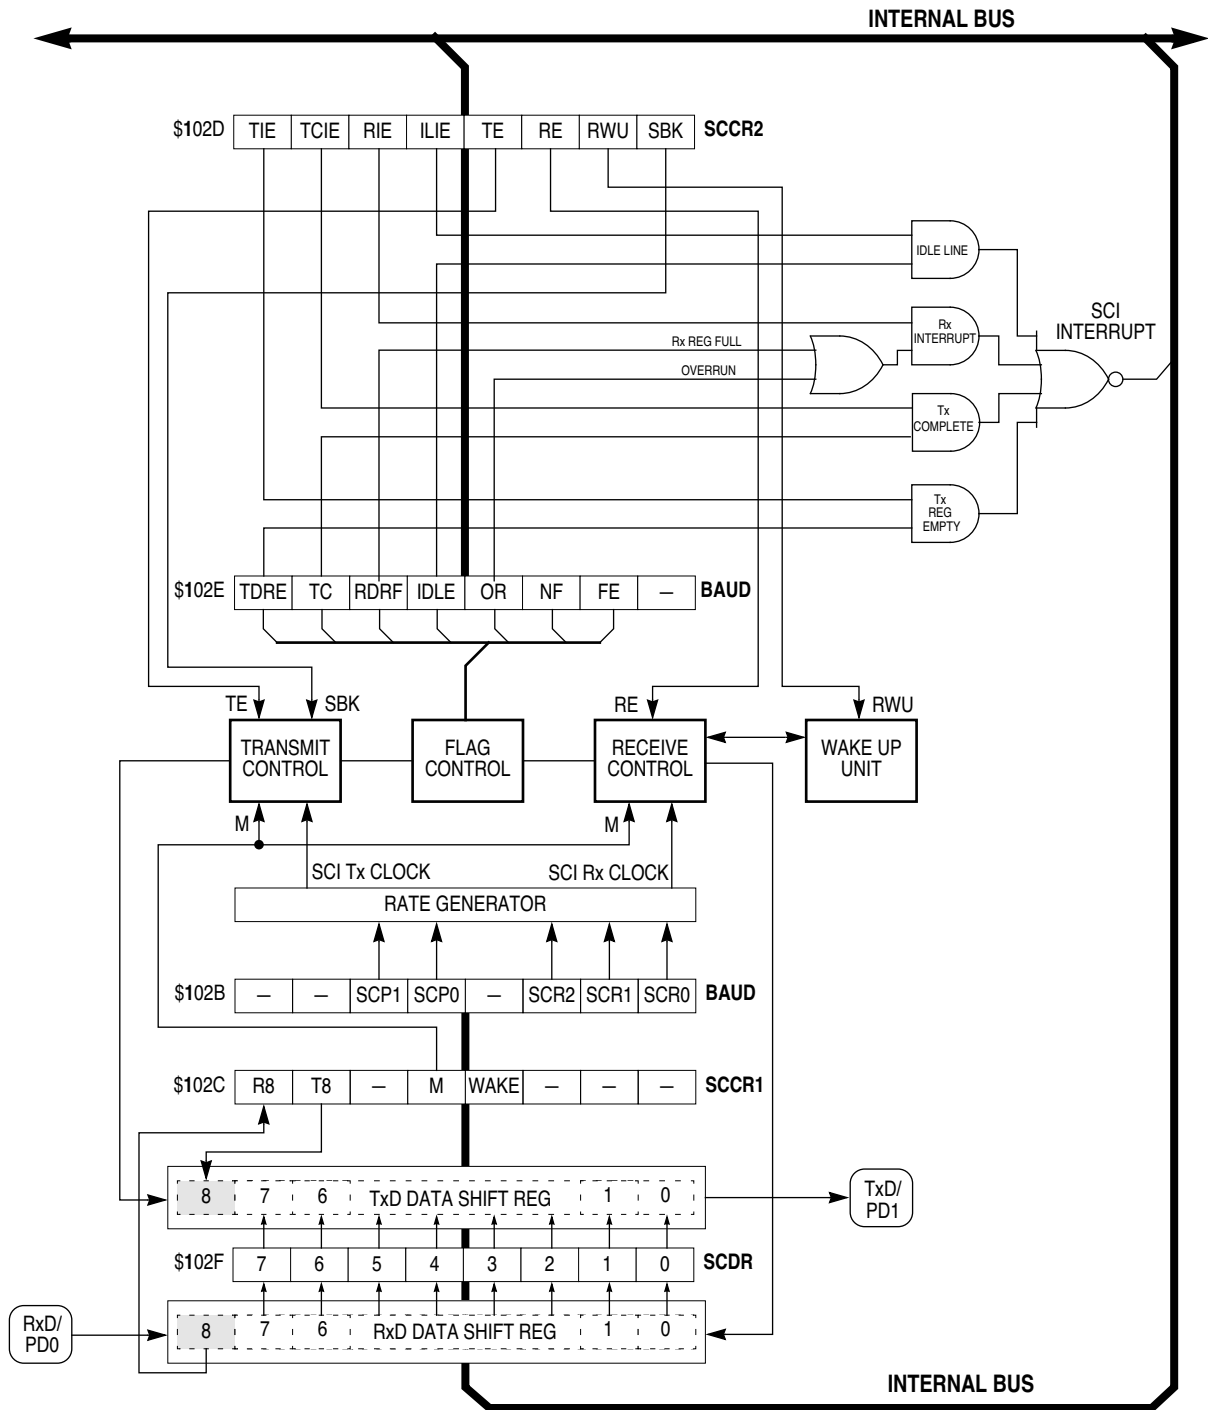 INTERNAL BUS
$102D TIE TCIE RIE ILIE TE RE RWU SBK SCCR2
IDLE LINE
SCI
INTERRUPT
Rx
INTERRUPT
Rx REG FULL
OVERRUN
Tx
COMPLETE
Tx
REG
EMPTY
$102E TDRE TC RDRF IDLE OR NF FE – BAUD
TE SBK RE RWU
TRANSMIT
CONTROL
FLAG
CONTROL
RECEIVE
CONTROL
WAKE UP
UNIT
M M
SCI Tx CLOCK SCI Rx CLOCK
RATE GENERATOR
$102B – – SCP1 SCP0 – SCR2 SCR1 SCR0 BAUD
$102C R8 T8 – M WAKE – – – SCCR1
8 7 6 TxD DATA SHIFT REG 1 0
TxD/
PD1
$102F 7 6 5 4 3 2 1 0 SCDR
RxD/
PD0
8 7 6 RxD DATA SHIFT REG 1 0
INTERNAL BUS